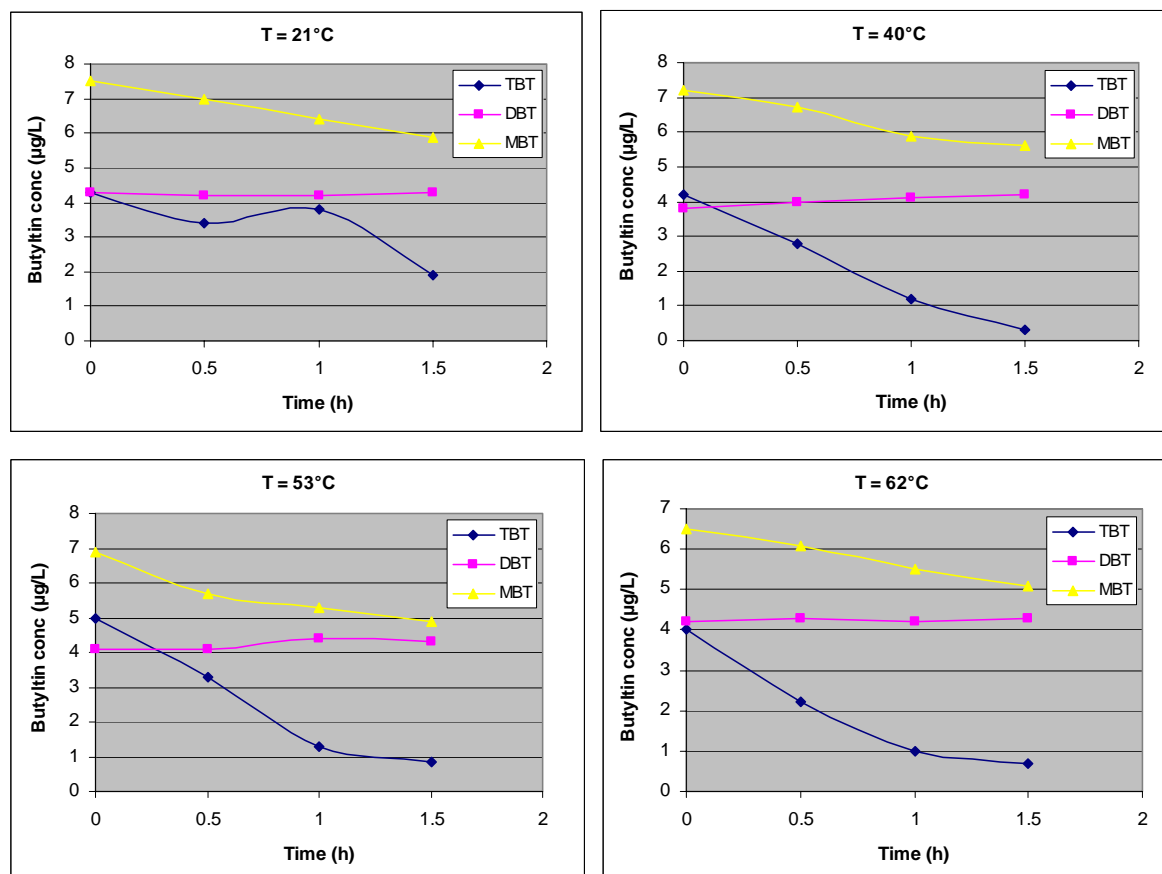 T = 21°C
8
7
6
5
4
3
2
1
0
0 0.5 1 1.5 2
Butyltin conc (µg/L)
Time (h)
TBT
DBT
MBT
T = 40°C
8
7
6
5
4
3
2
1
0
0 0.5 1 1.5 2
Butyltin conc (µg/L)
Time (h)
TBT
DBT
MBT
T = 53°C
8
7
6
5
4
3
2
1
0
0 0.5 1 1.5 2
Butyltin conc (µg/L)
Time (h)
TBT
DBT
MBT
T = 62°C
7
6
5
4
3
2
1
0
0 0.5 1 1.5 2
Butyltin conc (µg/L)
Time (h)
TBT
DBT
MBT